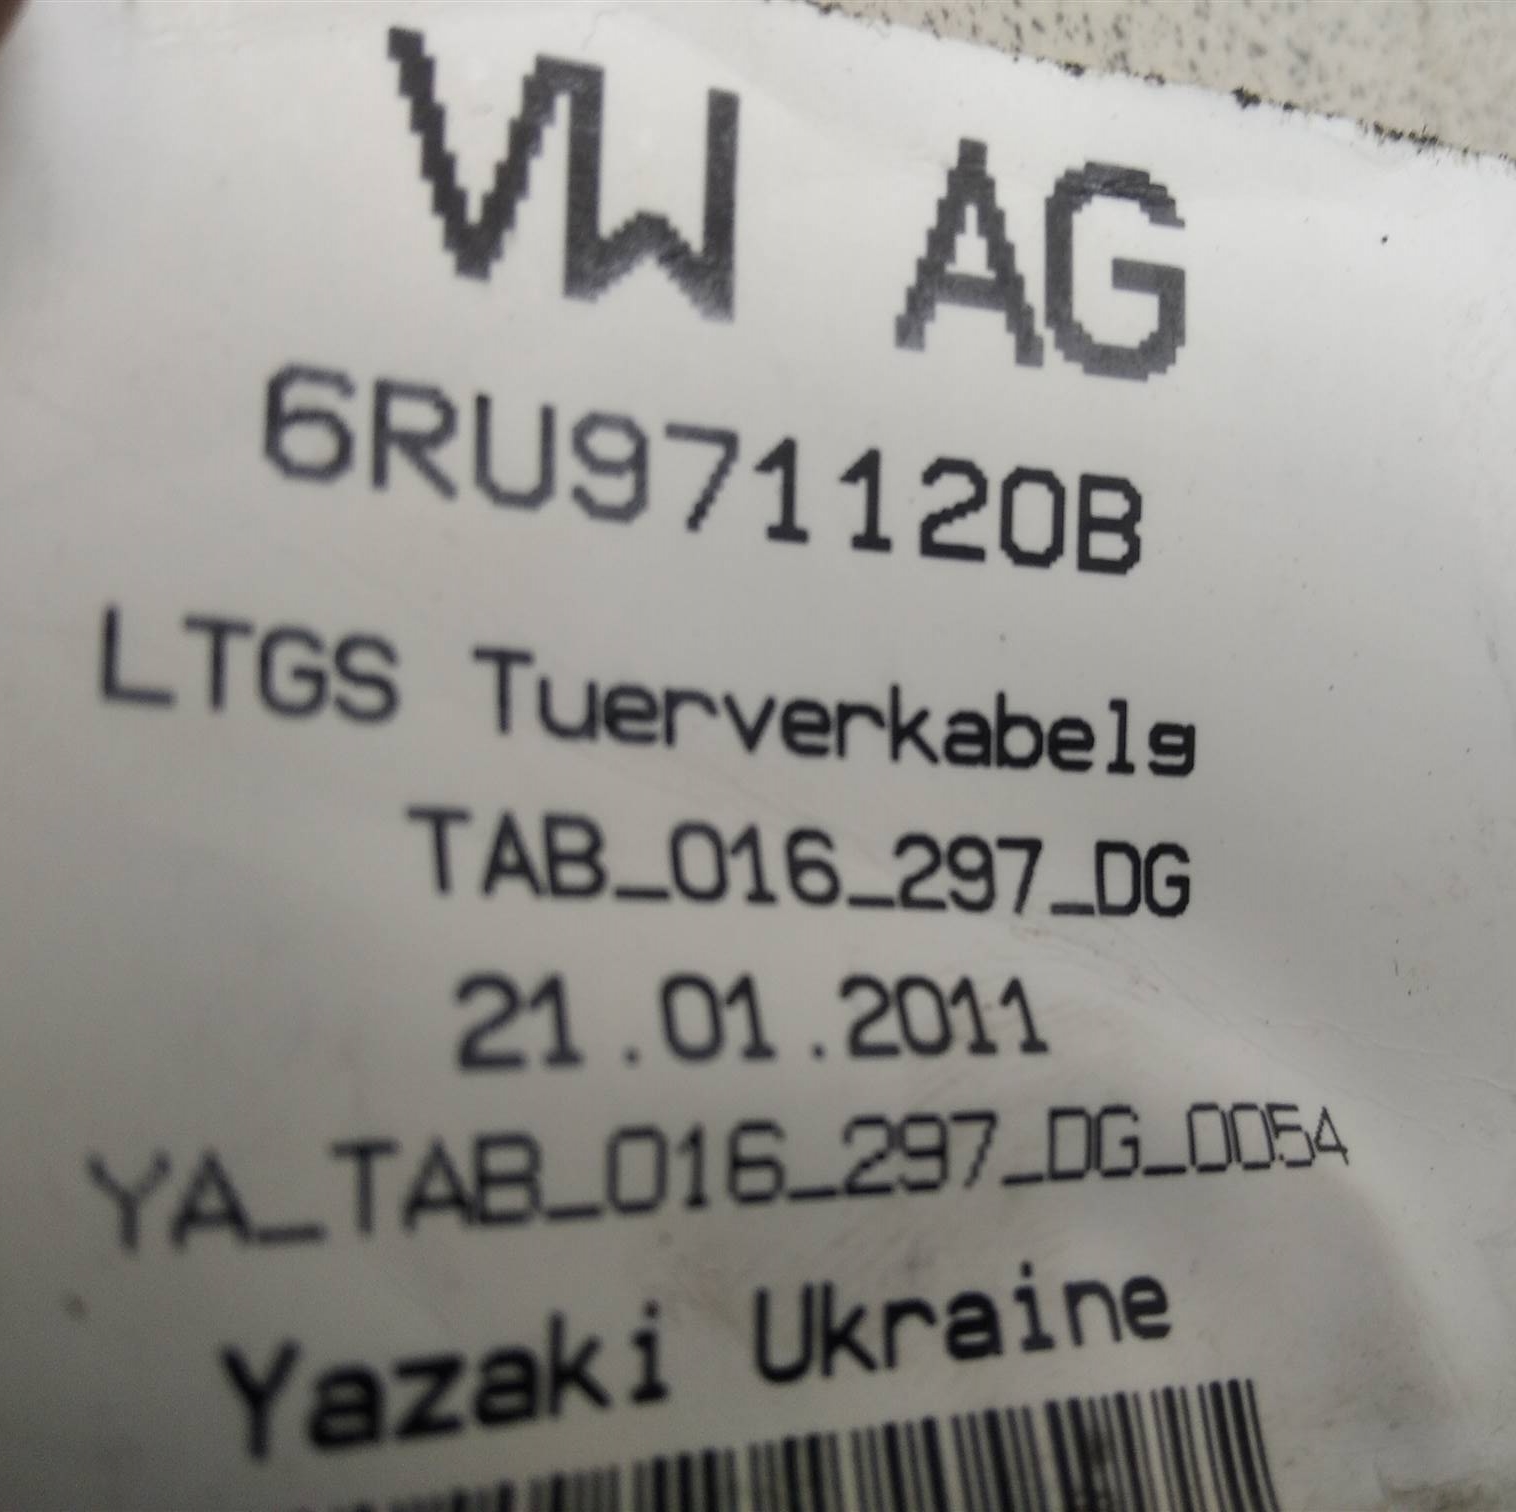 VW AG
6RU971120B
LTGS Tuerverkabelg
TAB_016_297_DG
21.01.2011
YA_TAB_016_297_DG_0054
Yazaki Ukraine